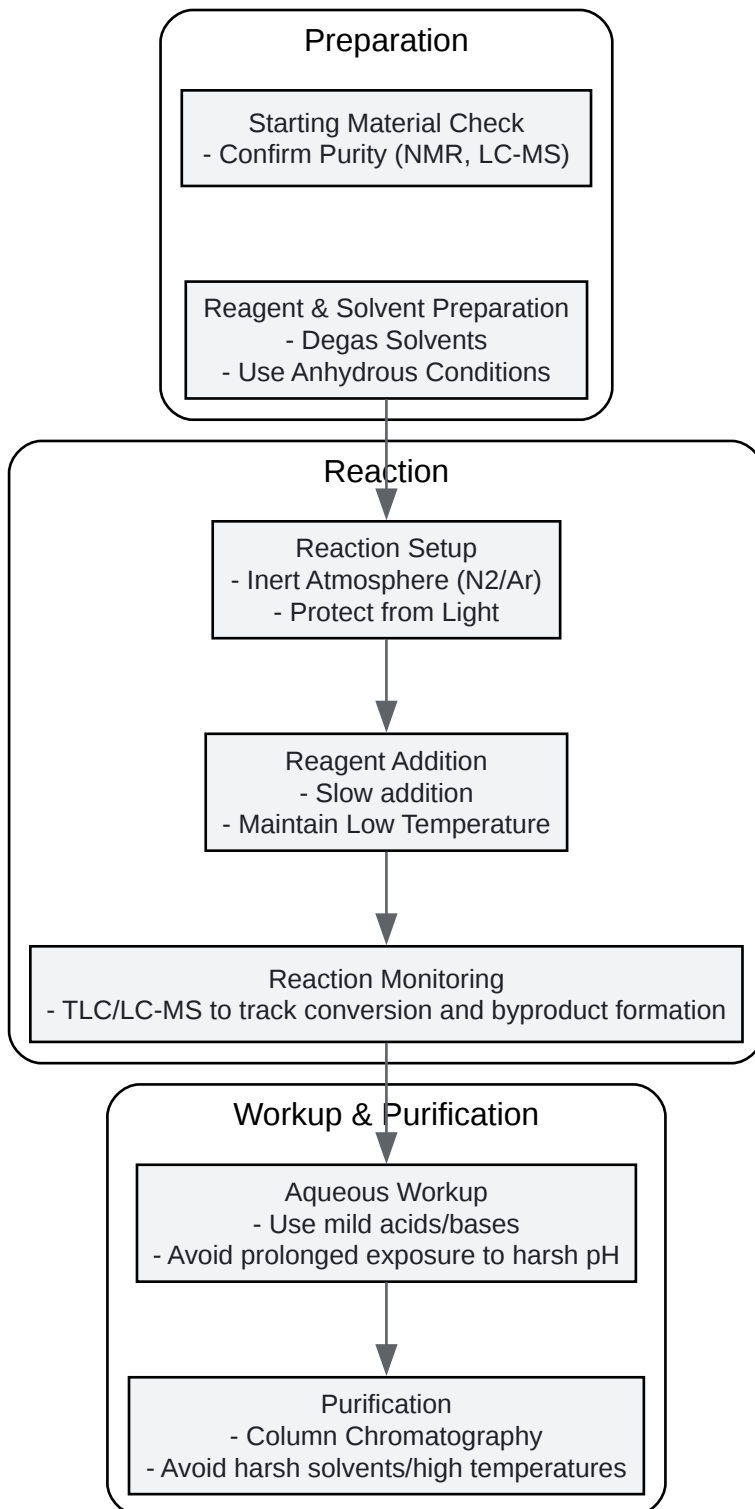 Preparation
Starting Material Check
- Confirm Purity (NMR, LC-MS)
Reagent & Solvent Preparation
- Degas Solvents
- Use Anhydrous Conditions
Reaction
Reaction Setup
- Inert Atmosphere (N2/Ar)
- Protect from Light
Reagent Addition
- Slow addition
- Maintain Low Temperature
Reaction Monitoring
- TLC/LC-MS to track conversion and byproduct formation
Workup & Purification
Aqueous Workup
- Use mild acids/bases
- Avoid prolonged exposure to harsh pH
Purification
- Column Chromatography
- Avoid harsh solvents/high temperatures